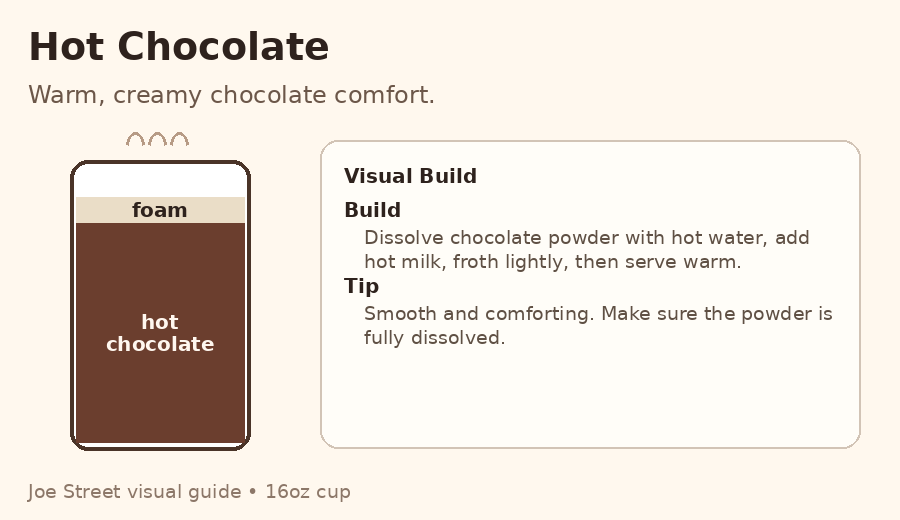 Hot Chocolate
Warm, creamy chocolate comfort.
foam
hot
chocolate
Visual Build
Build
Dissolve chocolate powder with hot water, add
hot milk, froth lightly, then serve warm.
Tip
Smooth and comforting. Make sure the powder is
fully dissolved.
Joe Street visual guide • 16oz cup